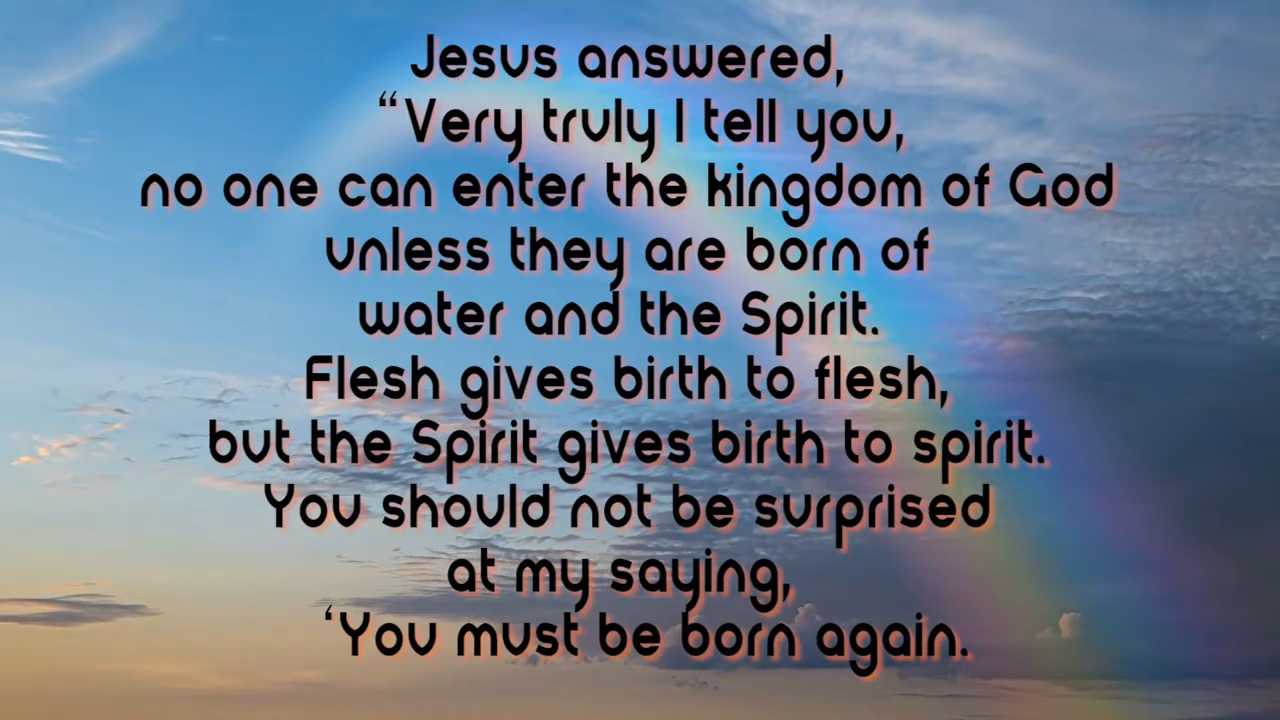 Jesus answered,
“Very truly I tell you,
no one can enter the kingdom of God
unless they are born of
water and the Spirit.
Flesh gives birth to flesh,
but the Spirit gives birth to spirit.
You should not be surprised
at my saying,
‘You must be born again.